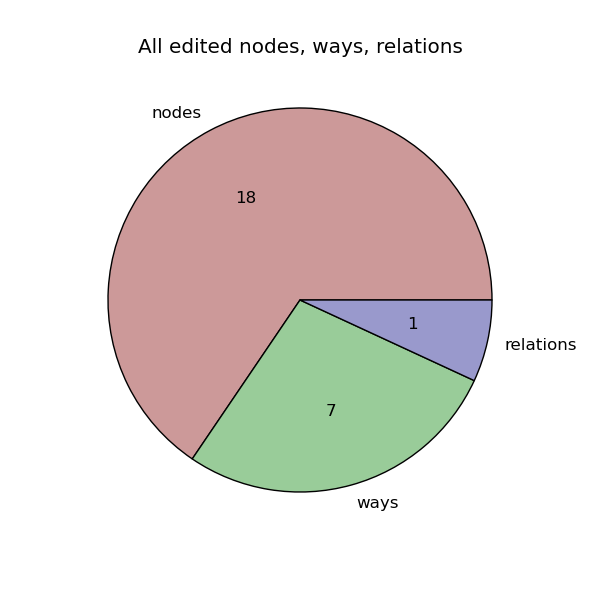 All edited nodes, ways, relations
nodes
18
1
relations
7
ways